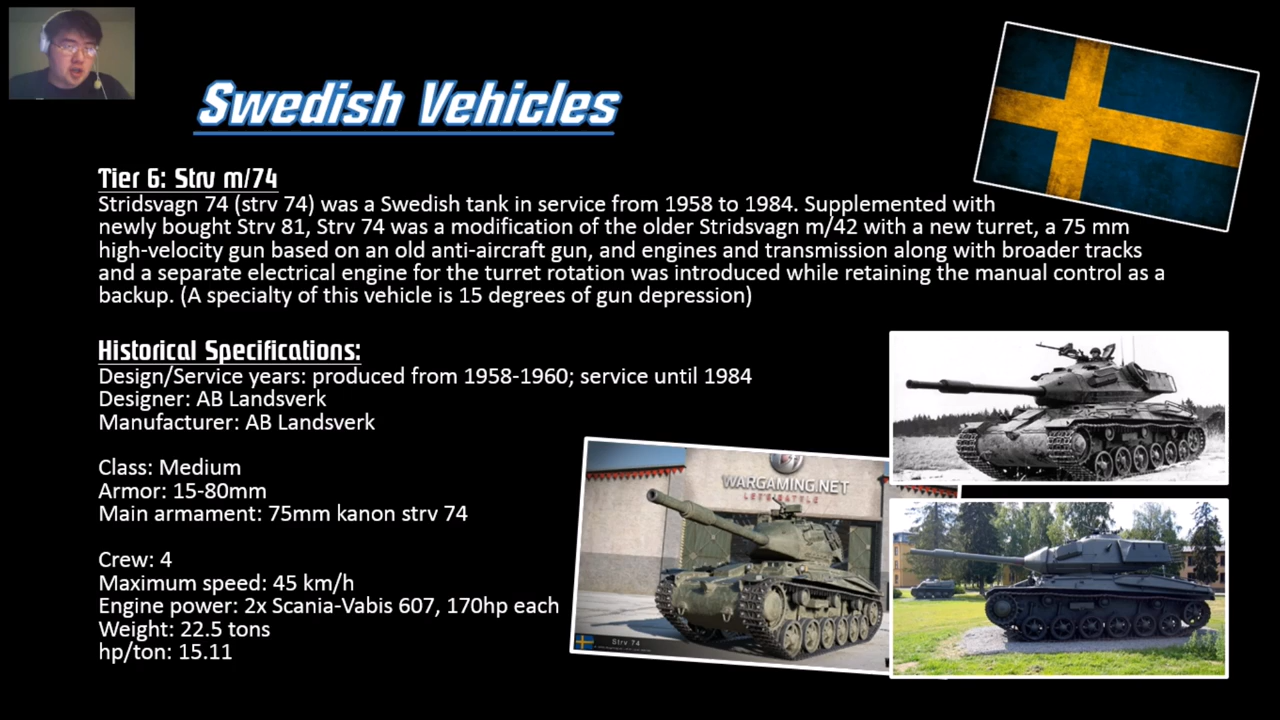 Swedish Vehicles
Tier 6: Strv m/74
Stridsvagn 74 (strv 74) was a Swedish tank in service from 1958 to 1984. Supplemented with
newly bought Strv 81, Strv 74 was a modification of the older Stridsvagn m/42 with a new turret, a 75 mm
high-velocity gun based on an old anti-aircraft gun, and engines and transmission along with broader tracks
and a separate electrical engine for the turret rotation was introduced while retaining the manual control as a
backup. (A specialty of this vehicle is 15 degrees of gun depression)
Historical Specifications:
Design/Service years: produced from 1958-1960; service until 1984
Designer: AB Landsverk
Manufacturer: AB Landsverk
Class: Medium
Armor: 15-80mm
Main armament: 75mm kanon strv 74
Crew: 4
Maximum speed: 45 km/h
Engine power: 2x Scania-Vabis 607, 170hp each
Weight: 22.5 tons
hp/ton: 15.11
WARGAMING.NET
LET'S BATTLE
Strv 74